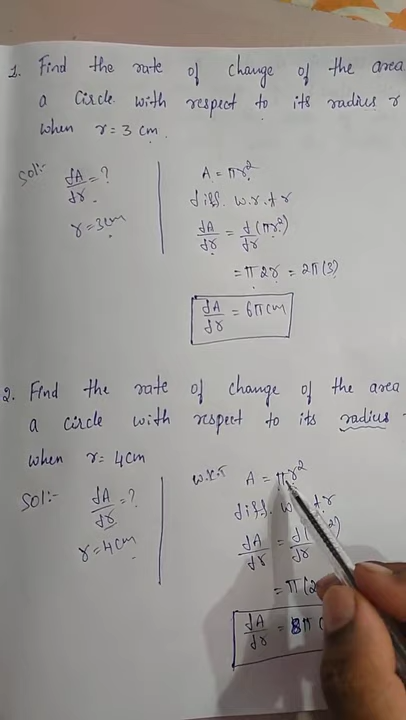 1. Find the rate of change of the area
a circle with respect to its radius r
when r = 3 cm.
Sol:-
dA/dr = ?
r = 3cm
A = πr²
diff. w.r.t r
dA/dr = d/dr (πr²)
= π 2r = 2π(3)
dA/dr = 6π cm
2. Find the rate of change of the area
a circle with respect to its radius
when r = 4cm
Sol:-
dA/dr = ?
r = 4cm
w.k.t A = πr²
diff. w t r
dA/dr = d( /dr ²)
= π(2
dA/dr = 8π